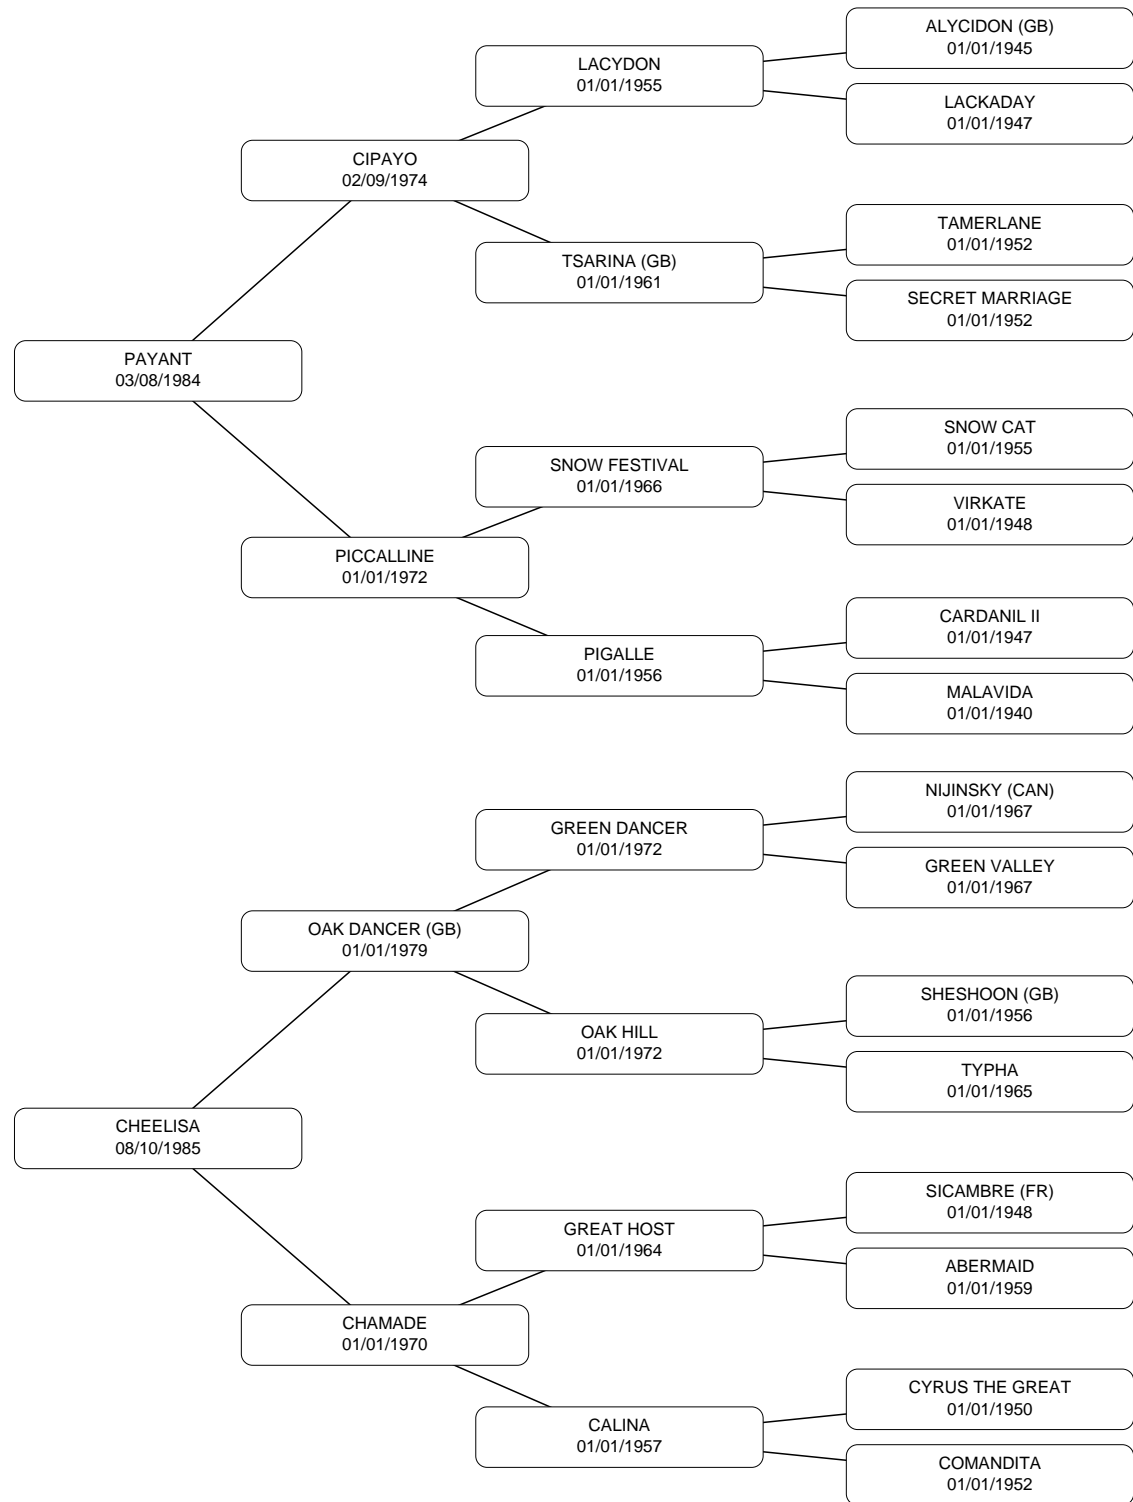 ALYCIDON (GB)
01/01/1945
LACYDON
01/01/1955
LACKADAY
01/01/1947
CIPAYO
02/09/1974
TAMERLANE
01/01/1952
TSARINA (GB)
01/01/1961
SECRET MARRIAGE
01/01/1952
PAYANT
03/08/1984
SNOW CAT
01/01/1955
SNOW FESTIVAL
01/01/1966
VIRKATE
01/01/1948
PICCALLINE
01/01/1972
CARDANIL II
01/01/1947
PIGALLE
01/01/1956
MALAVIDA
01/01/1940
NIJINSKY (CAN)
01/01/1967
GREEN DANCER
01/01/1972
GREEN VALLEY
01/01/1967
OAK DANCER (GB)
01/01/1979
SHESHOON (GB)
01/01/1956
OAK HILL
01/01/1972
TYPHA
01/01/1965
CHEELISA
08/10/1985
SICAMBRE (FR)
01/01/1948
GREAT HOST
01/01/1964
ABERMAID
01/01/1959
CHAMADE
01/01/1970
CYRUS THE GREAT
01/01/1950
CALINA
01/01/1957
COMANDITA
01/01/1952